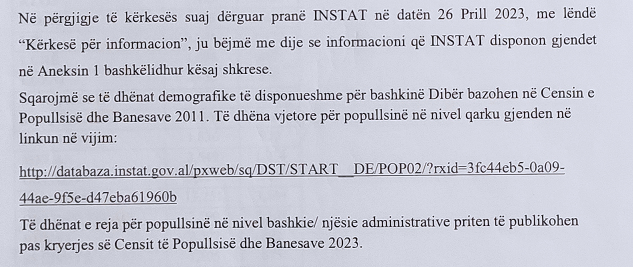 Në përgjigje të kërkesës suaj dërguar pranë INSTAT në datën 26 Prill 2023, me lëndë
“Kërkesë për informacion”, ju bëjmë me dije se informacioni që INSTAT disponon gjendet
në Aneksin 1 bashkëlidhur kësaj shkrese.
Sqarojmë se të dhënat demografike të disponueshme për bashkinë Dibër bazohen në Censin e
Popullsisë dhe Banesave 2011. Të dhëna vjetore për popullsinë në nivel qarku gjenden në
linkun në vijim:
http://databaza.instat.gov.al/pxweb/sq/DST/START__DE/POP02/?rxid=3fc44eb5-0a09-
44ae-9f5e-d47eba61960b
Të dhënat e reja për popullsinë në nivel bashkie/ njësie administrative priten të publikohen
pas kryerjes së Censit të Popullsisë dhe Banesave 2023.